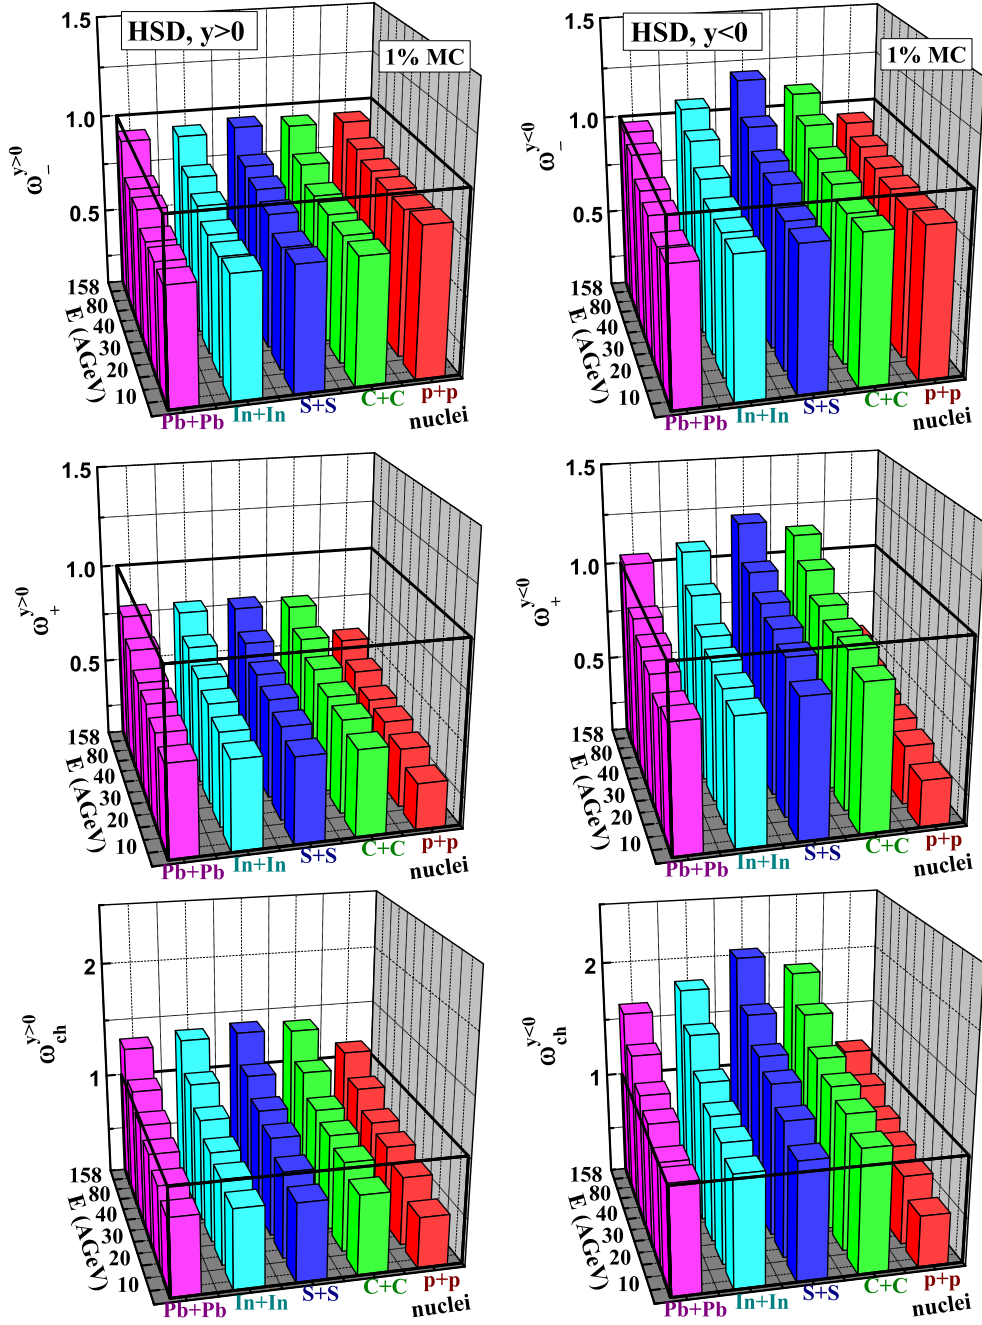 1.5
HSD, y>0
1% MC
1.0
0.5
ω_^y>0
158
80
40
30
20
10
E (AGeV)
Pb+Pb
In+In
S+S
C+C
p+p
nuclei
1.5
HSD, y<0
1% MC
1.0
0.5
ω_^y<0
158
80
40
30
20
10
E (AGeV)
Pb+Pb
In+In
S+S
C+C
p+p
nuclei
1.5
1.0
0.5
ω+^y>0
158
80
40
30
20
10
E (AGeV)
Pb+Pb
In+In
S+S
C+C
p+p
nuclei
1.5
1.0
0.5
ω+^y<0
158
80
40
30
20
10
E (AGeV)
Pb+Pb
In+In
S+S
C+C
p+p
nuclei
2
1
ωch^y>0
158
80
40
30
20
10
E (AGeV)
Pb+Pb
In+In
S+S
C+C
p+p
nuclei
2
1
ωch^y<0
158
80
40
30
20
10
E (AGeV)
Pb+Pb
In+In
S+S
C+C
p+p
nuclei